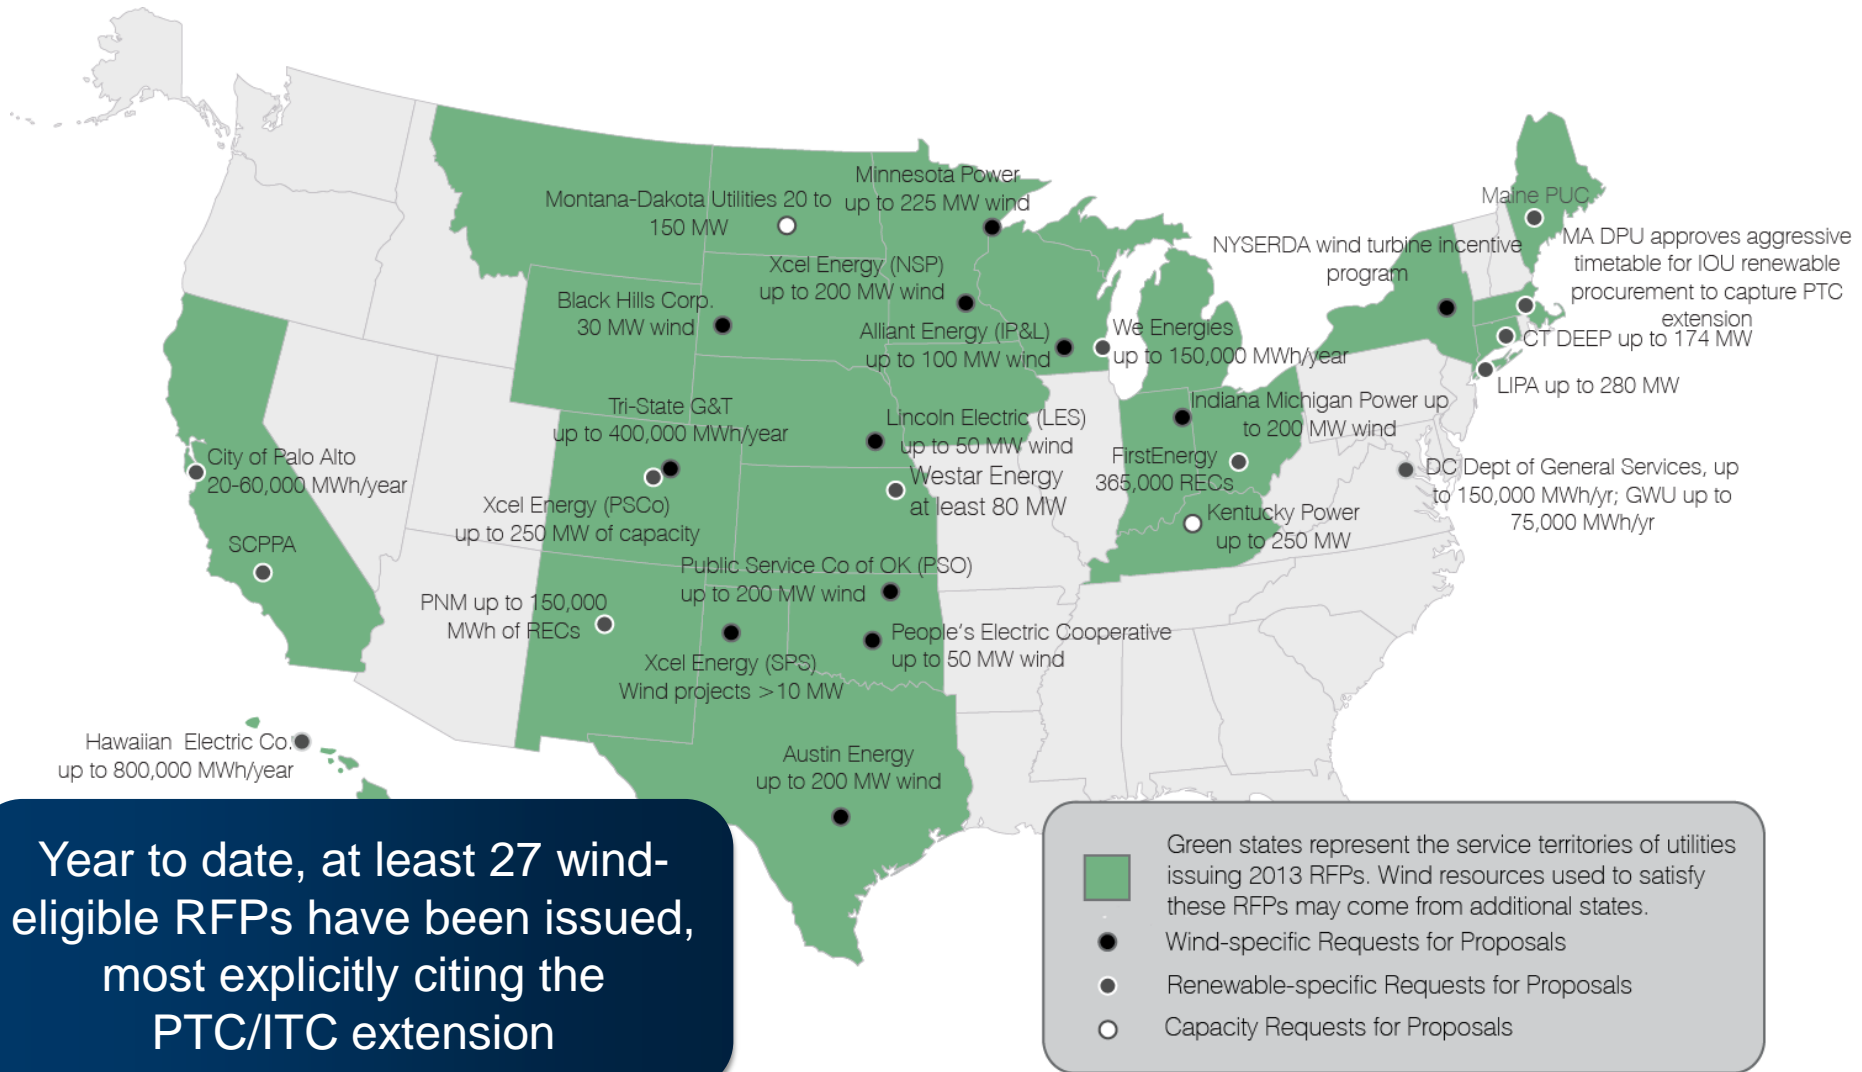 Minnesota Power
up to 225 MW wind
Montana-Dakota Utilities 20 to
150 MW
Maine PUC
NYSERDA wind turbine incentive
program
MA DPU approves aggressive
timetable for IOU renewable
procurement to capture PTC
extension
Xcel Energy (NSP)
up to 200 MW wind
Black Hills Corp.
30 MW wind
Alliant Energy (IP&L)
up to 100 MW wind
We Energies
up to 150,000 MWh/year
CT DEEP up to 174 MW
LIPA up to 280 MW
Tri-State G&T
up to 400,000 MWh/year
Lincoln Electric (LES)
up to 50 MW wind
Indiana Michigan Power up
to 200 MW wind
City of Palo Alto
20-60,000 MWh/year
Westar Energy
at least 80 MW
FirstEnergy
365,000 RECs
DC Dept of General Services, up
to 150,000 MWh/yr; GWU up to
75,000 MWh/yr
Xcel Energy (PSCo)
up to 250 MW of capacity
Kentucky Power
up to 250 MW
SCPPA
Public Service Co of OK (PSO)
up to 200 MW wind
PNM up to 150,000
MWh of RECs
People's Electric Cooperative
up to 50 MW wind
Xcel Energy (SPS)
Wind projects >10 MW
Hawaiian Electric Co.
up to 800,000 MWh/year
Austin Energy
up to 200 MW wind
Year to date, at least 27 wind-
eligible RFPs have been issued,
most explicitly citing the
PTC/ITC extension
Green states represent the service territories of utilities
issuing 2013 RFPs. Wind resources used to satisfy
these RFPs may come from additional states.
Wind-specific Requests for Proposals
Renewable-specific Requests for Proposals
Capacity Requests for Proposals